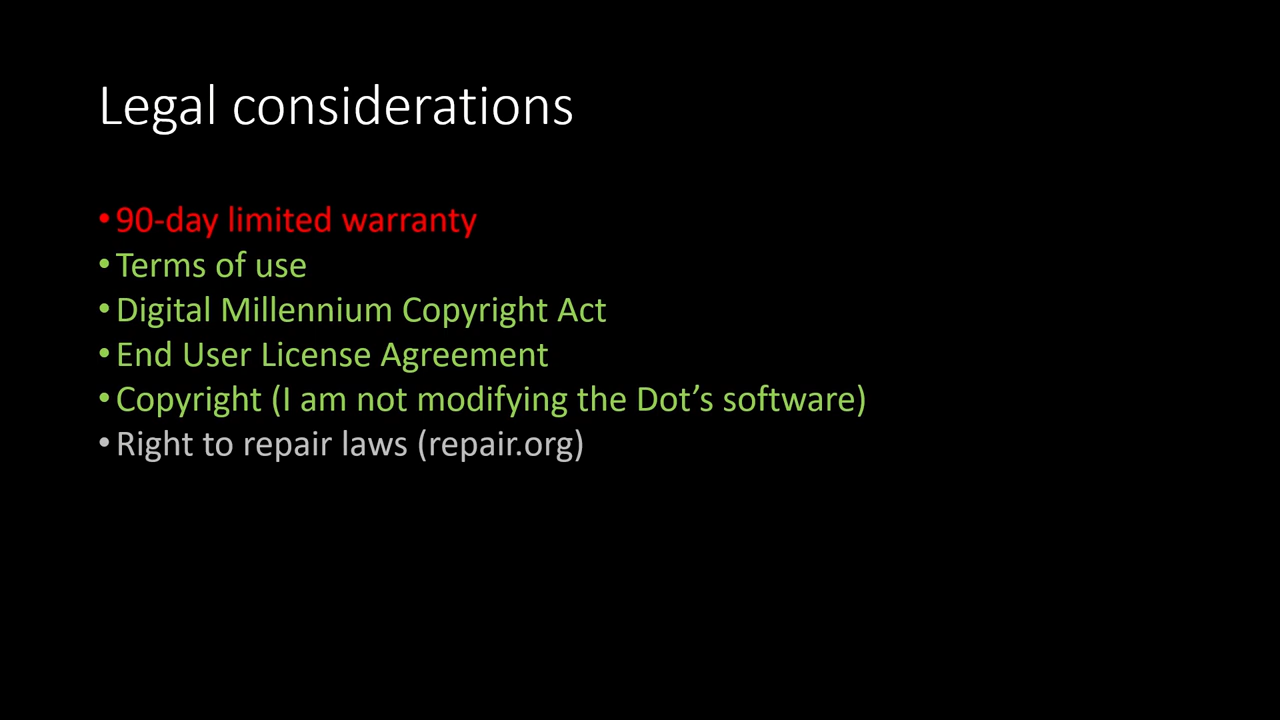 Legal considerations
•90-day limited warranty
•Terms of use
•Digital Millennium Copyright Act
•End User License Agreement
•Copyright (I am not modifying the Dot’s software)
•Right to repair laws (repair.org)